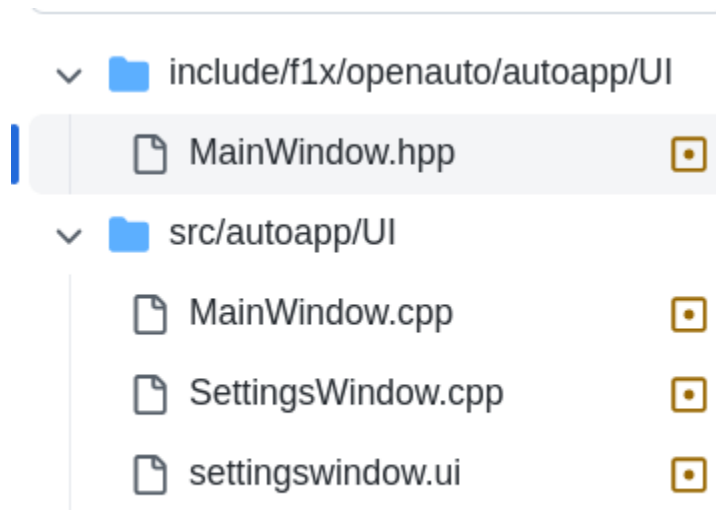 include/f1x/openauto/autoapp/UI
MainWindow.hpp
src/autoapp/UI
MainWindow.cpp
SettingsWindow.cpp
settingswindow.ui